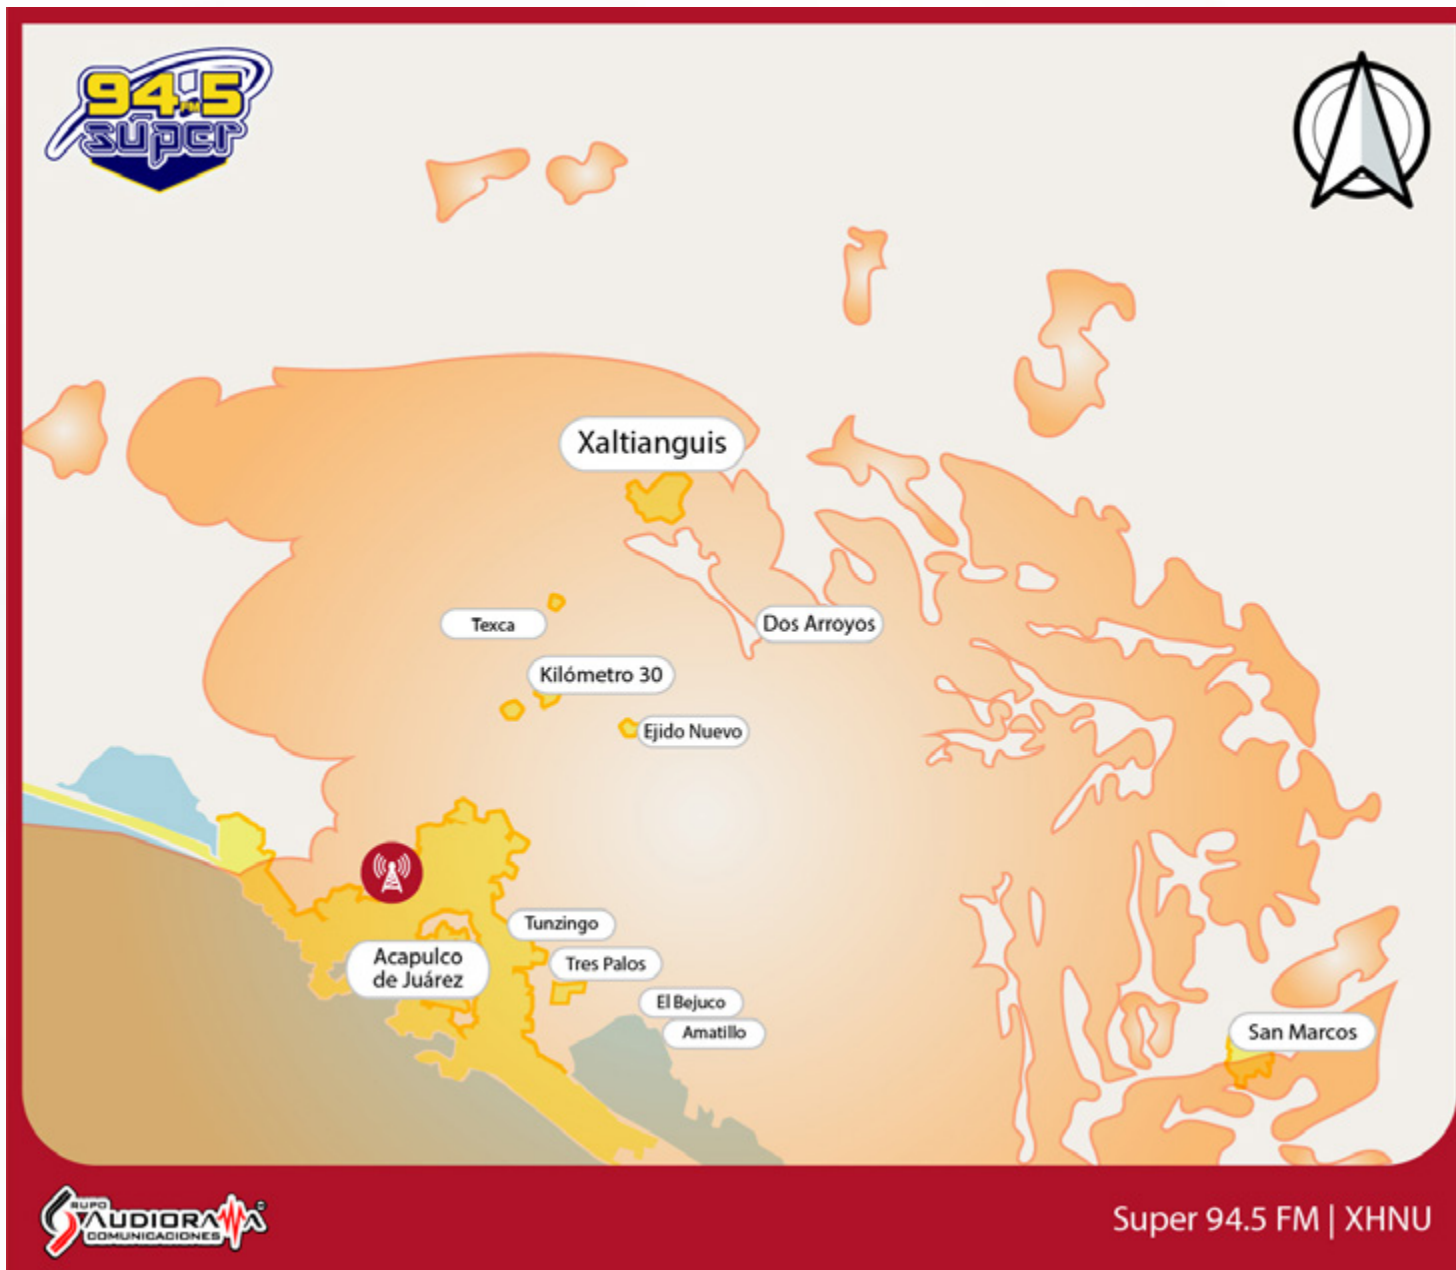 94.5
FM
súper
Xaltianguis
Texca
Dos Arroyos
Kilómetro 30
Ejido Nuevo
Tunzingo
Acapulco
de Juárez
Tres Palos
El Bejuco
Amatillo
San Marcos
GRUPO
AUDIORAMA
COMUNICACIONES
Super 94.5 FM | XHNU